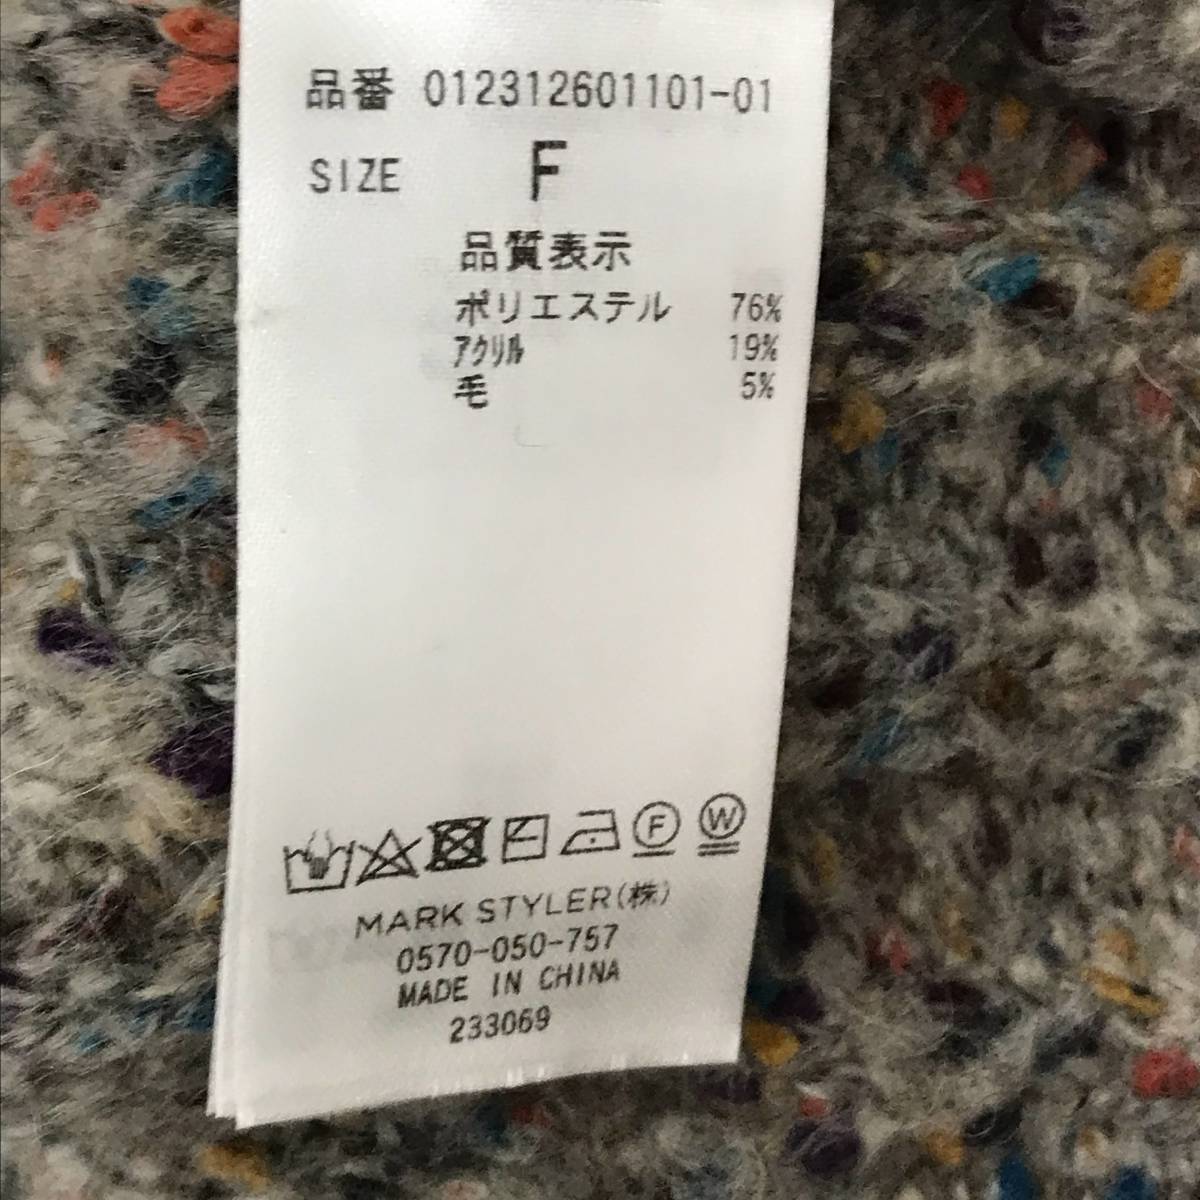 品番 012312601101-01
SIZE F
品質表示
ポリエステル 76%
アクリル 19%
毛 5%
F W
MARK STYLER(株)
0570-050-757
MADE IN CHINA
233069